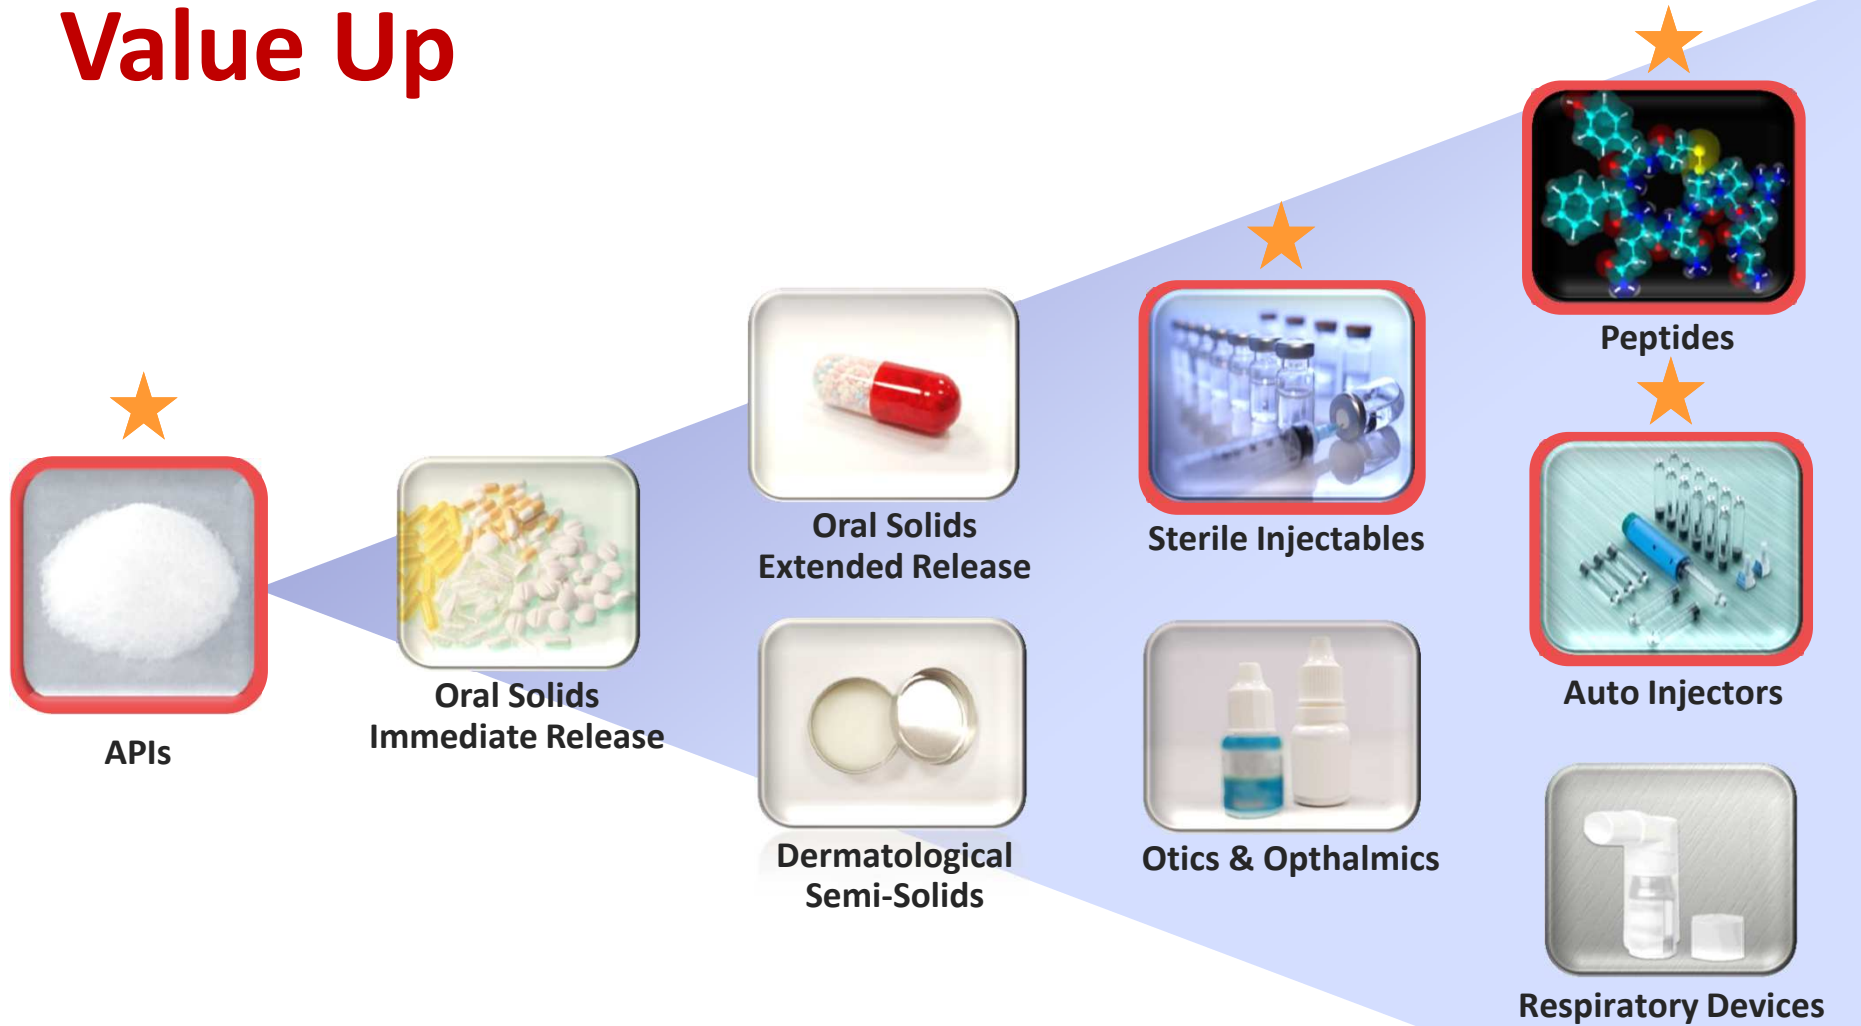 Value Up
Peptides
Oral Solids
Extended Release
Sterile Injectables
APIs
Oral Solids
Immediate Release
Auto Injectors
Dermatological
Semi-Solids
Otics & Opthalmics
Respiratory Devices